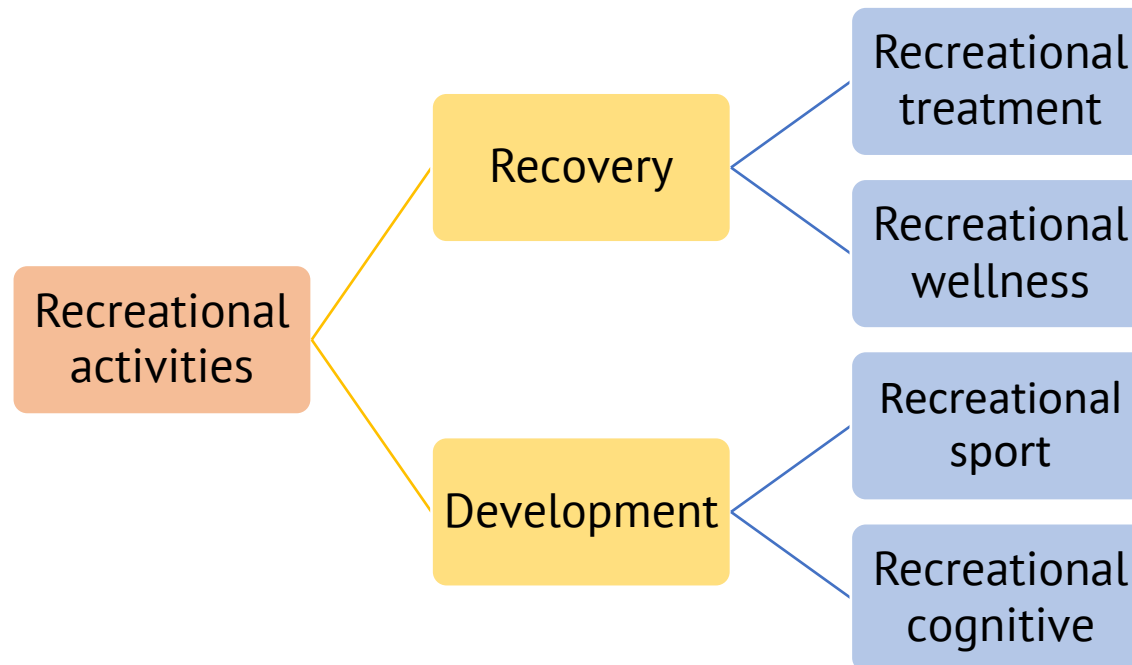 Recreational
activities
Recovery
Development
Recreational
treatment
Recreational
wellness
Recreational
sport
Recreational
cognitive